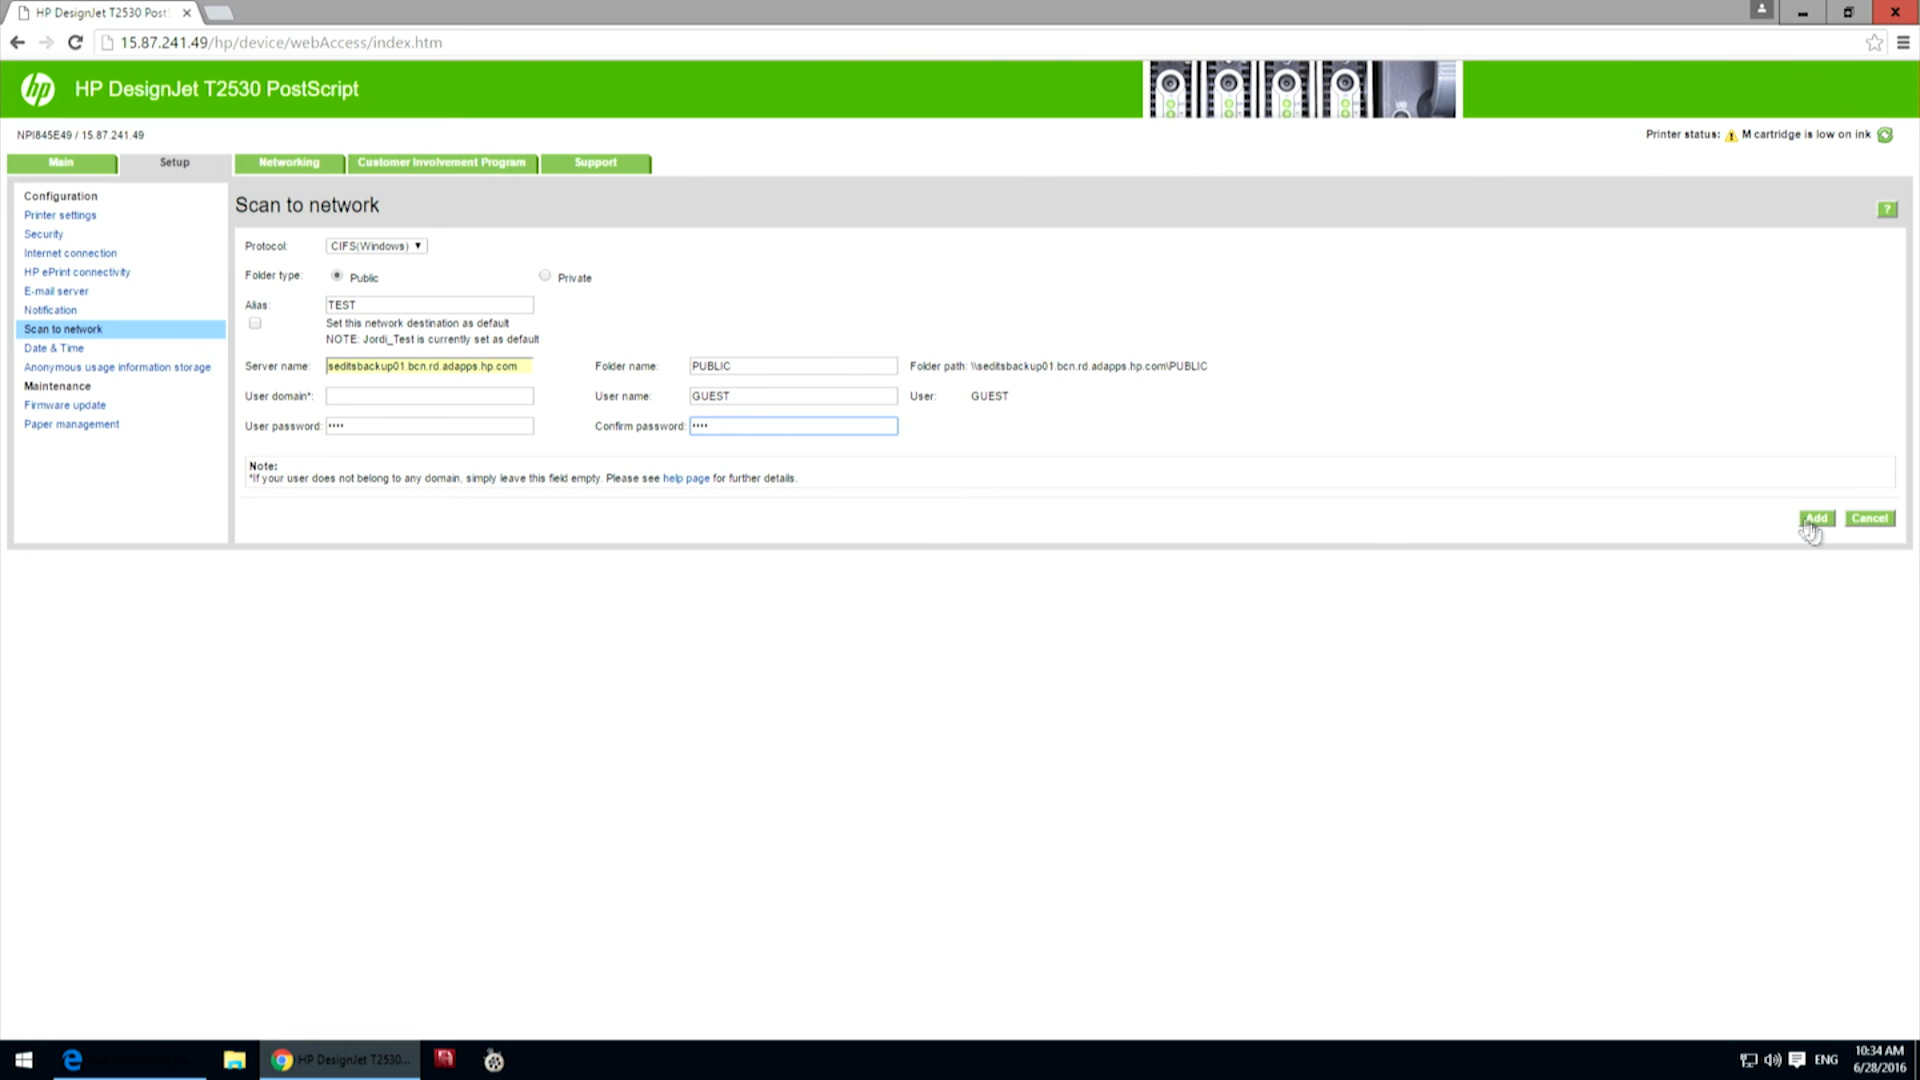 HP DesignJet T2530 Post
15.87.241.49/hp/device/webAccess/index.htm
hp
HP DesignJet T2530 PostScript
NPI845E49 / 15.87.241.49
Printer status: M cartridge is low on ink
Main
Setup
Networking
Customer Involvement Program
Support
Configuration
Printer settings
Security
Internet connection
HP ePrint connectivity
E-mail server
Notification
Scan to network
Date & Time
Anonymous usage information storage
Maintenance
Firmware update
Paper management
Scan to network
?
Protocol: CIFS(Windows)
Folder type: Public Private
Alias: TEST
Set this network destination as default
NOTE: Jordi_Test is currently set as default
Server name: seditsbackup01.bcn.rd.adapps.hp.com Folder name: PUBLIC Folder path: \\seditsbackup01.bcn.rd.adapps.hp.com\PUBLIC
User domain*: User name: GUEST User: GUEST
User password: •••• Confirm password: ••••
Note:
*If your user does not belong to any domain, simply leave this field empty. Please see help page for further details.
Add Cancel
HP DesignJet T2530...
ENG
10:34 AM
6/28/2016